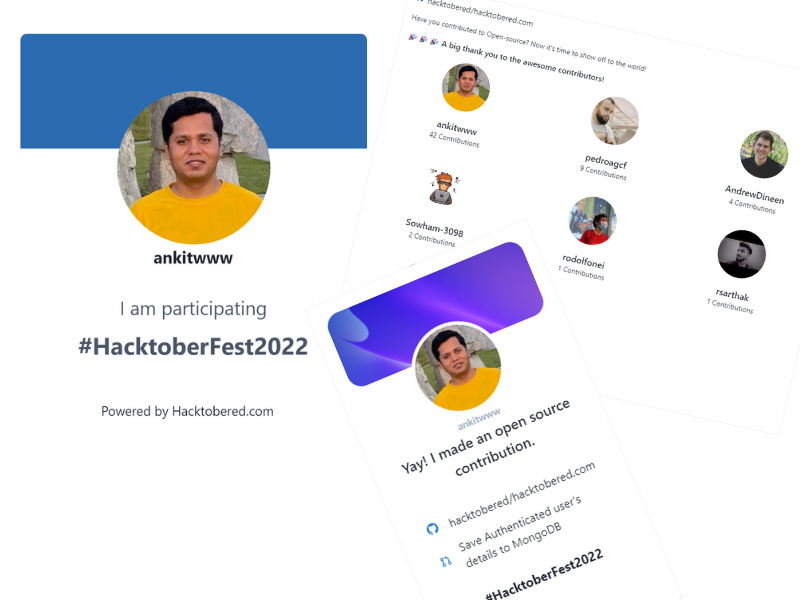 ankitwww
I am participating
#HacktoberFest2022
Powered by Hacktobered.com
hacktobered/hacktobered.com
Have you contributed to Open-source? Now it's time to show off to the world!
🎉 🎉 🎉 A big thank you to the awesome contributors!
ankitwww
42 Contributions
pedroagcf
9 Contributions
AndrewDineen
4 Contributions
Sowham-3098
2 Contributions
rodolfonei
1 Contributions
rsarthak
1 Contributions
ankitwww
Yay! I made an open source
contribution.
hacktobered/hacktobered.com
Save Authenticated user's
details to MongoDB
#HacktoberFest2022